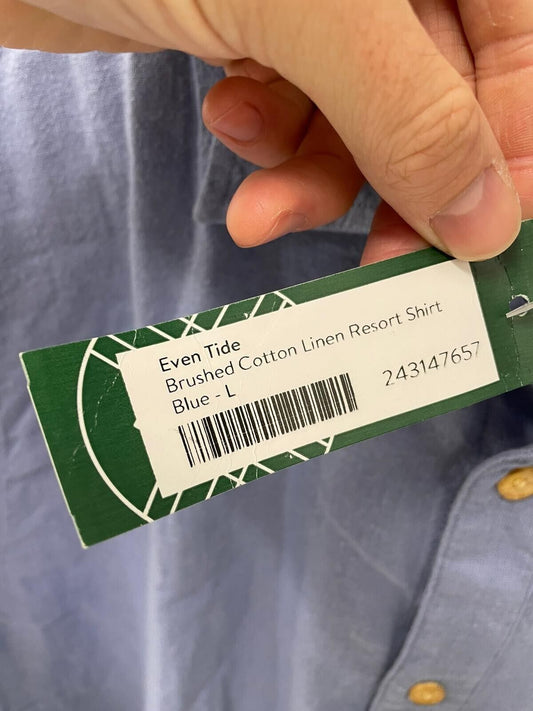 Even Tide
Brushed Cotton Linen Resort Shirt
Blue - L
243147657